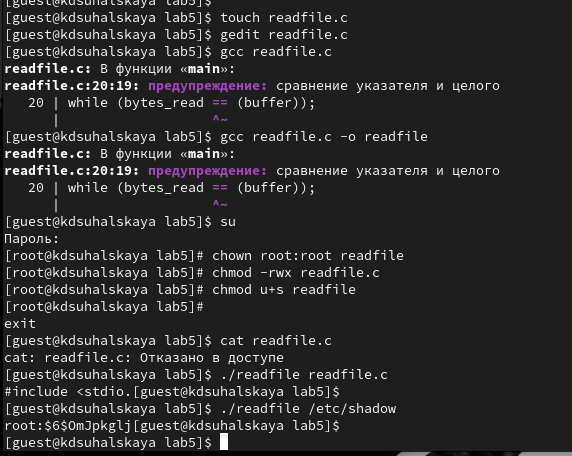 [guest@kdsuhalskaya lab5]$
[guest@kdsuhalskaya lab5]$ touch readfile.c
[guest@kdsuhalskaya lab5]$ gedit readfile.c
[guest@kdsuhalskaya lab5]$ gcc readfile.c
readfile.c: В функции «main»:
readfile.c:20:19: предупреждение: сравнение указателя и целого
   20 | while (bytes_read == (buffer));
      |                   ^~
[guest@kdsuhalskaya lab5]$ gcc readfile.c -o readfile
readfile.c: В функции «main»:
readfile.c:20:19: предупреждение: сравнение указателя и целого
   20 | while (bytes_read == (buffer));
      |                   ^~
[guest@kdsuhalskaya lab5]$ su
Пароль:
[root@kdsuhalskaya lab5]# chown root:root readfile
[root@kdsuhalskaya lab5]# chmod -rwx readfile.c
[root@kdsuhalskaya lab5]# chmod u+s readfile
[root@kdsuhalskaya lab5]#
exit
[guest@kdsuhalskaya lab5]$ cat readfile.c
cat: readfile.c: Отказано в доступе
[guest@kdsuhalskaya lab5]$ ./readfile readfile.c
#include <stdio.[guest@kdsuhalskaya lab5]$
[guest@kdsuhalskaya lab5]$ ./readfile /etc/shadow
root:$6$OmJpkglj[guest@kdsuhalskaya lab5]$
[guest@kdsuhalskaya lab5]$